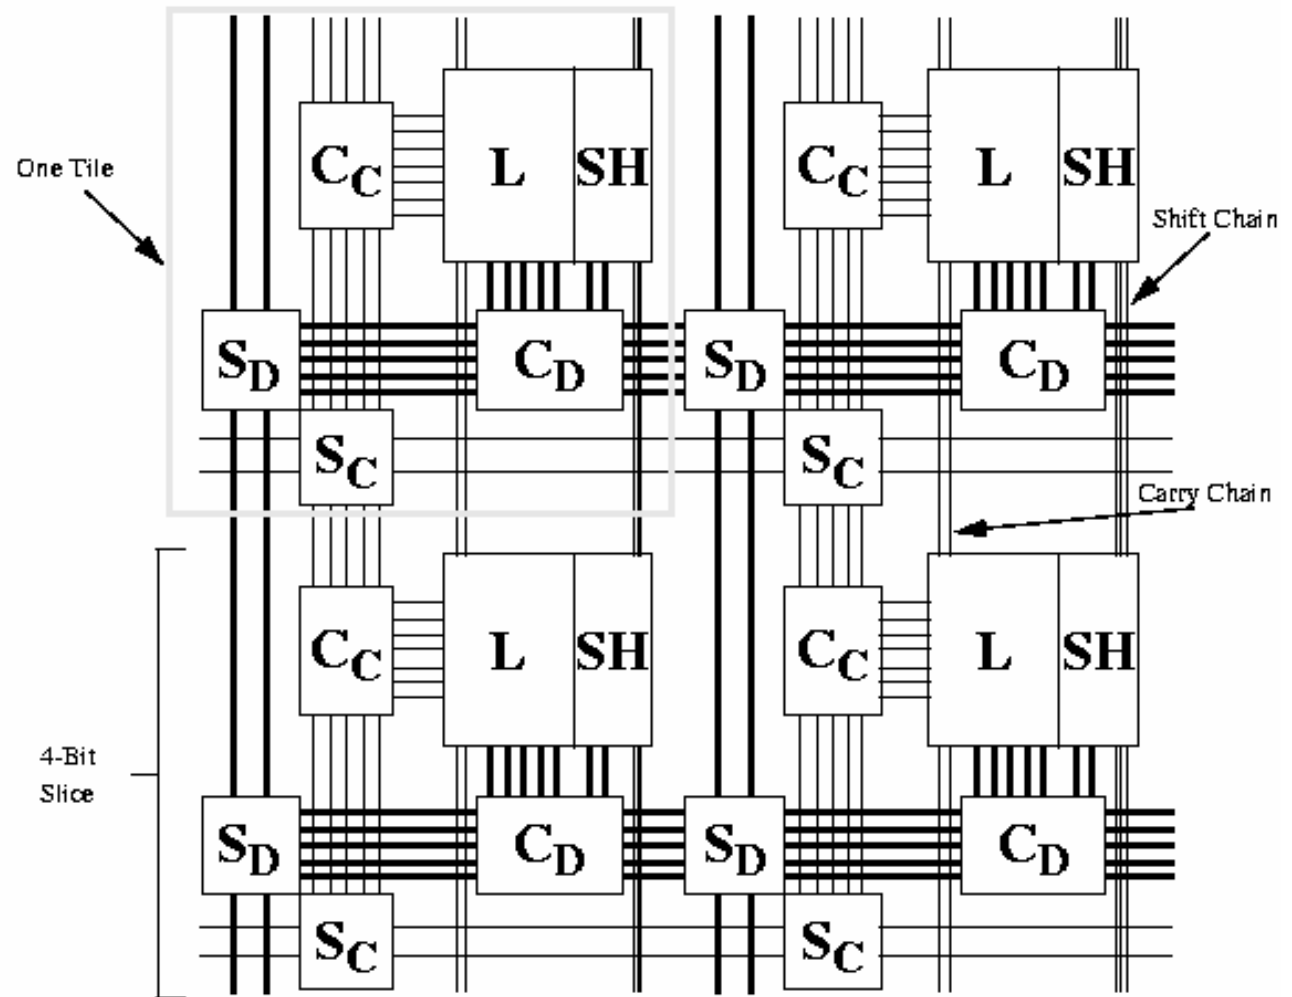 C_C L SH C_C L SH
One Tile
Shift Chain
S_D C_D S_D C_D
S_C S_C
Carry Chain
C_C L SH C_C L SH
4-Bit
Slice
S_D C_D S_D C_D
S_C S_C